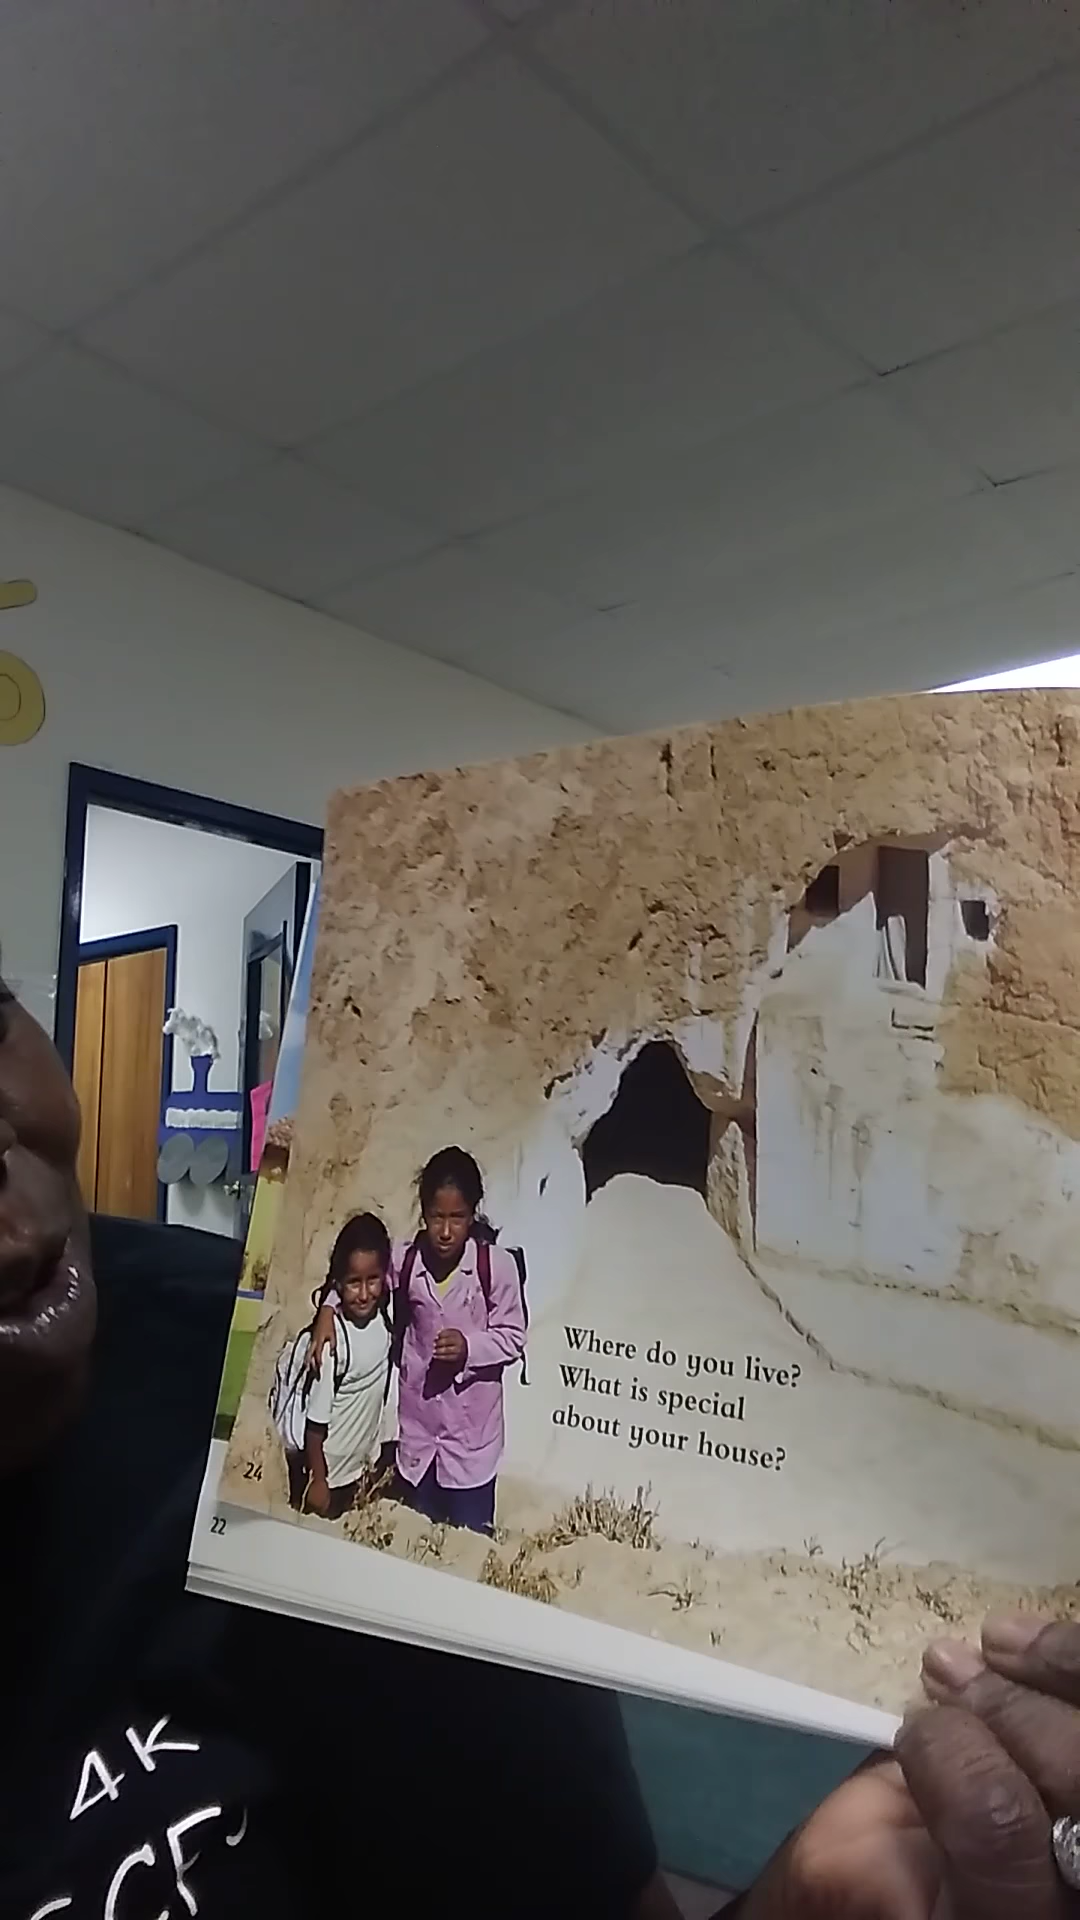 Where do you live?
What is special
about your house?
24
22
4K